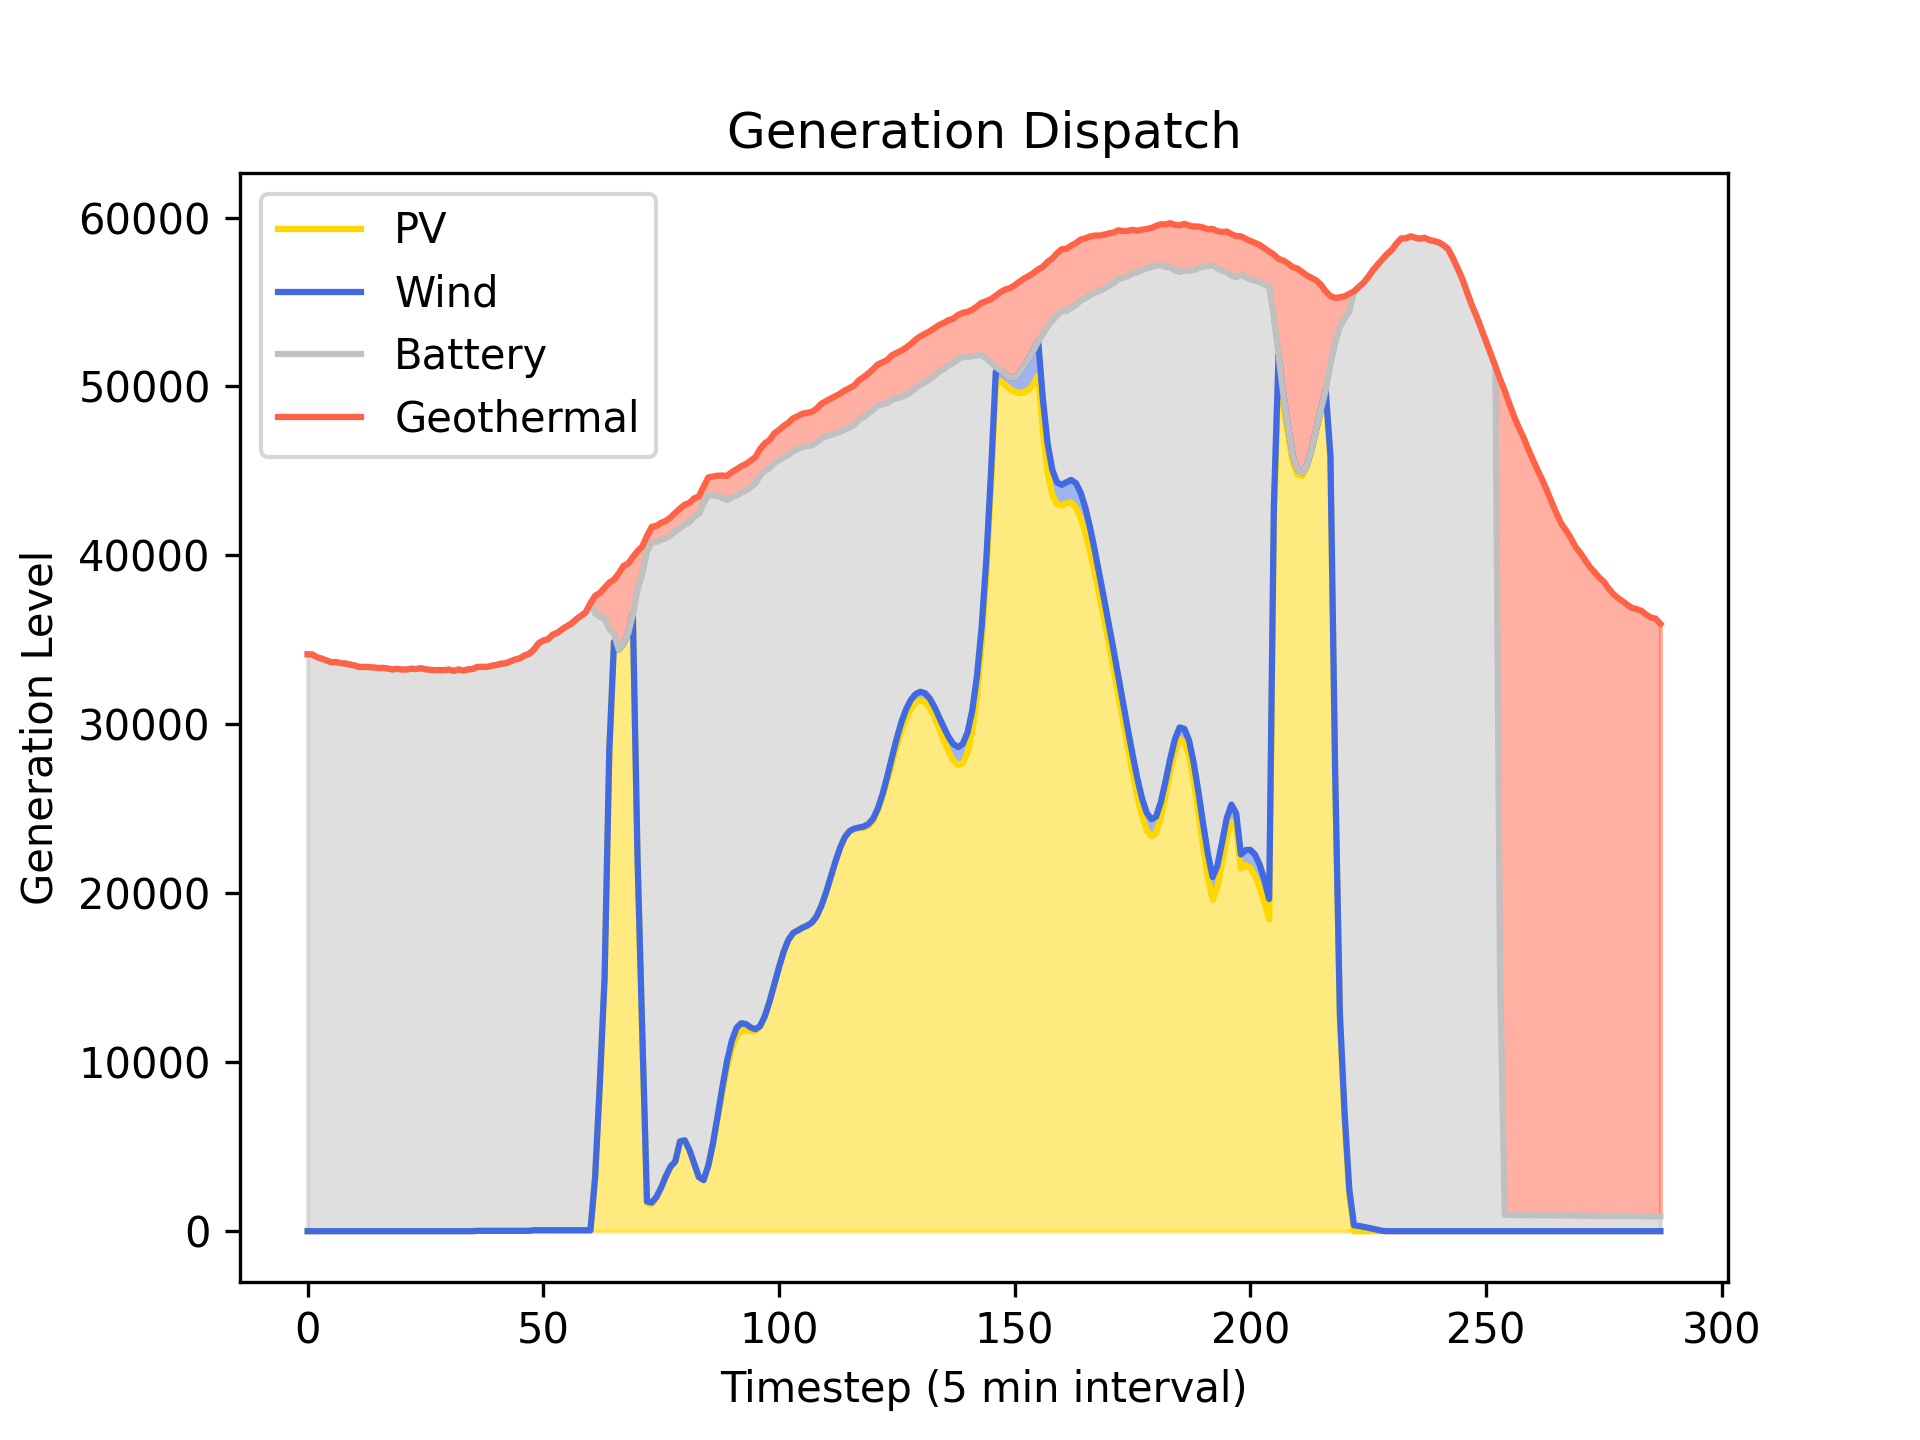 Generation Dispatch
PV
Wind
Battery
Geothermal
60000
50000
40000
30000
20000
10000
0
Generation Level
0 50 100 150 200 250 300
Timestep (5 min interval)